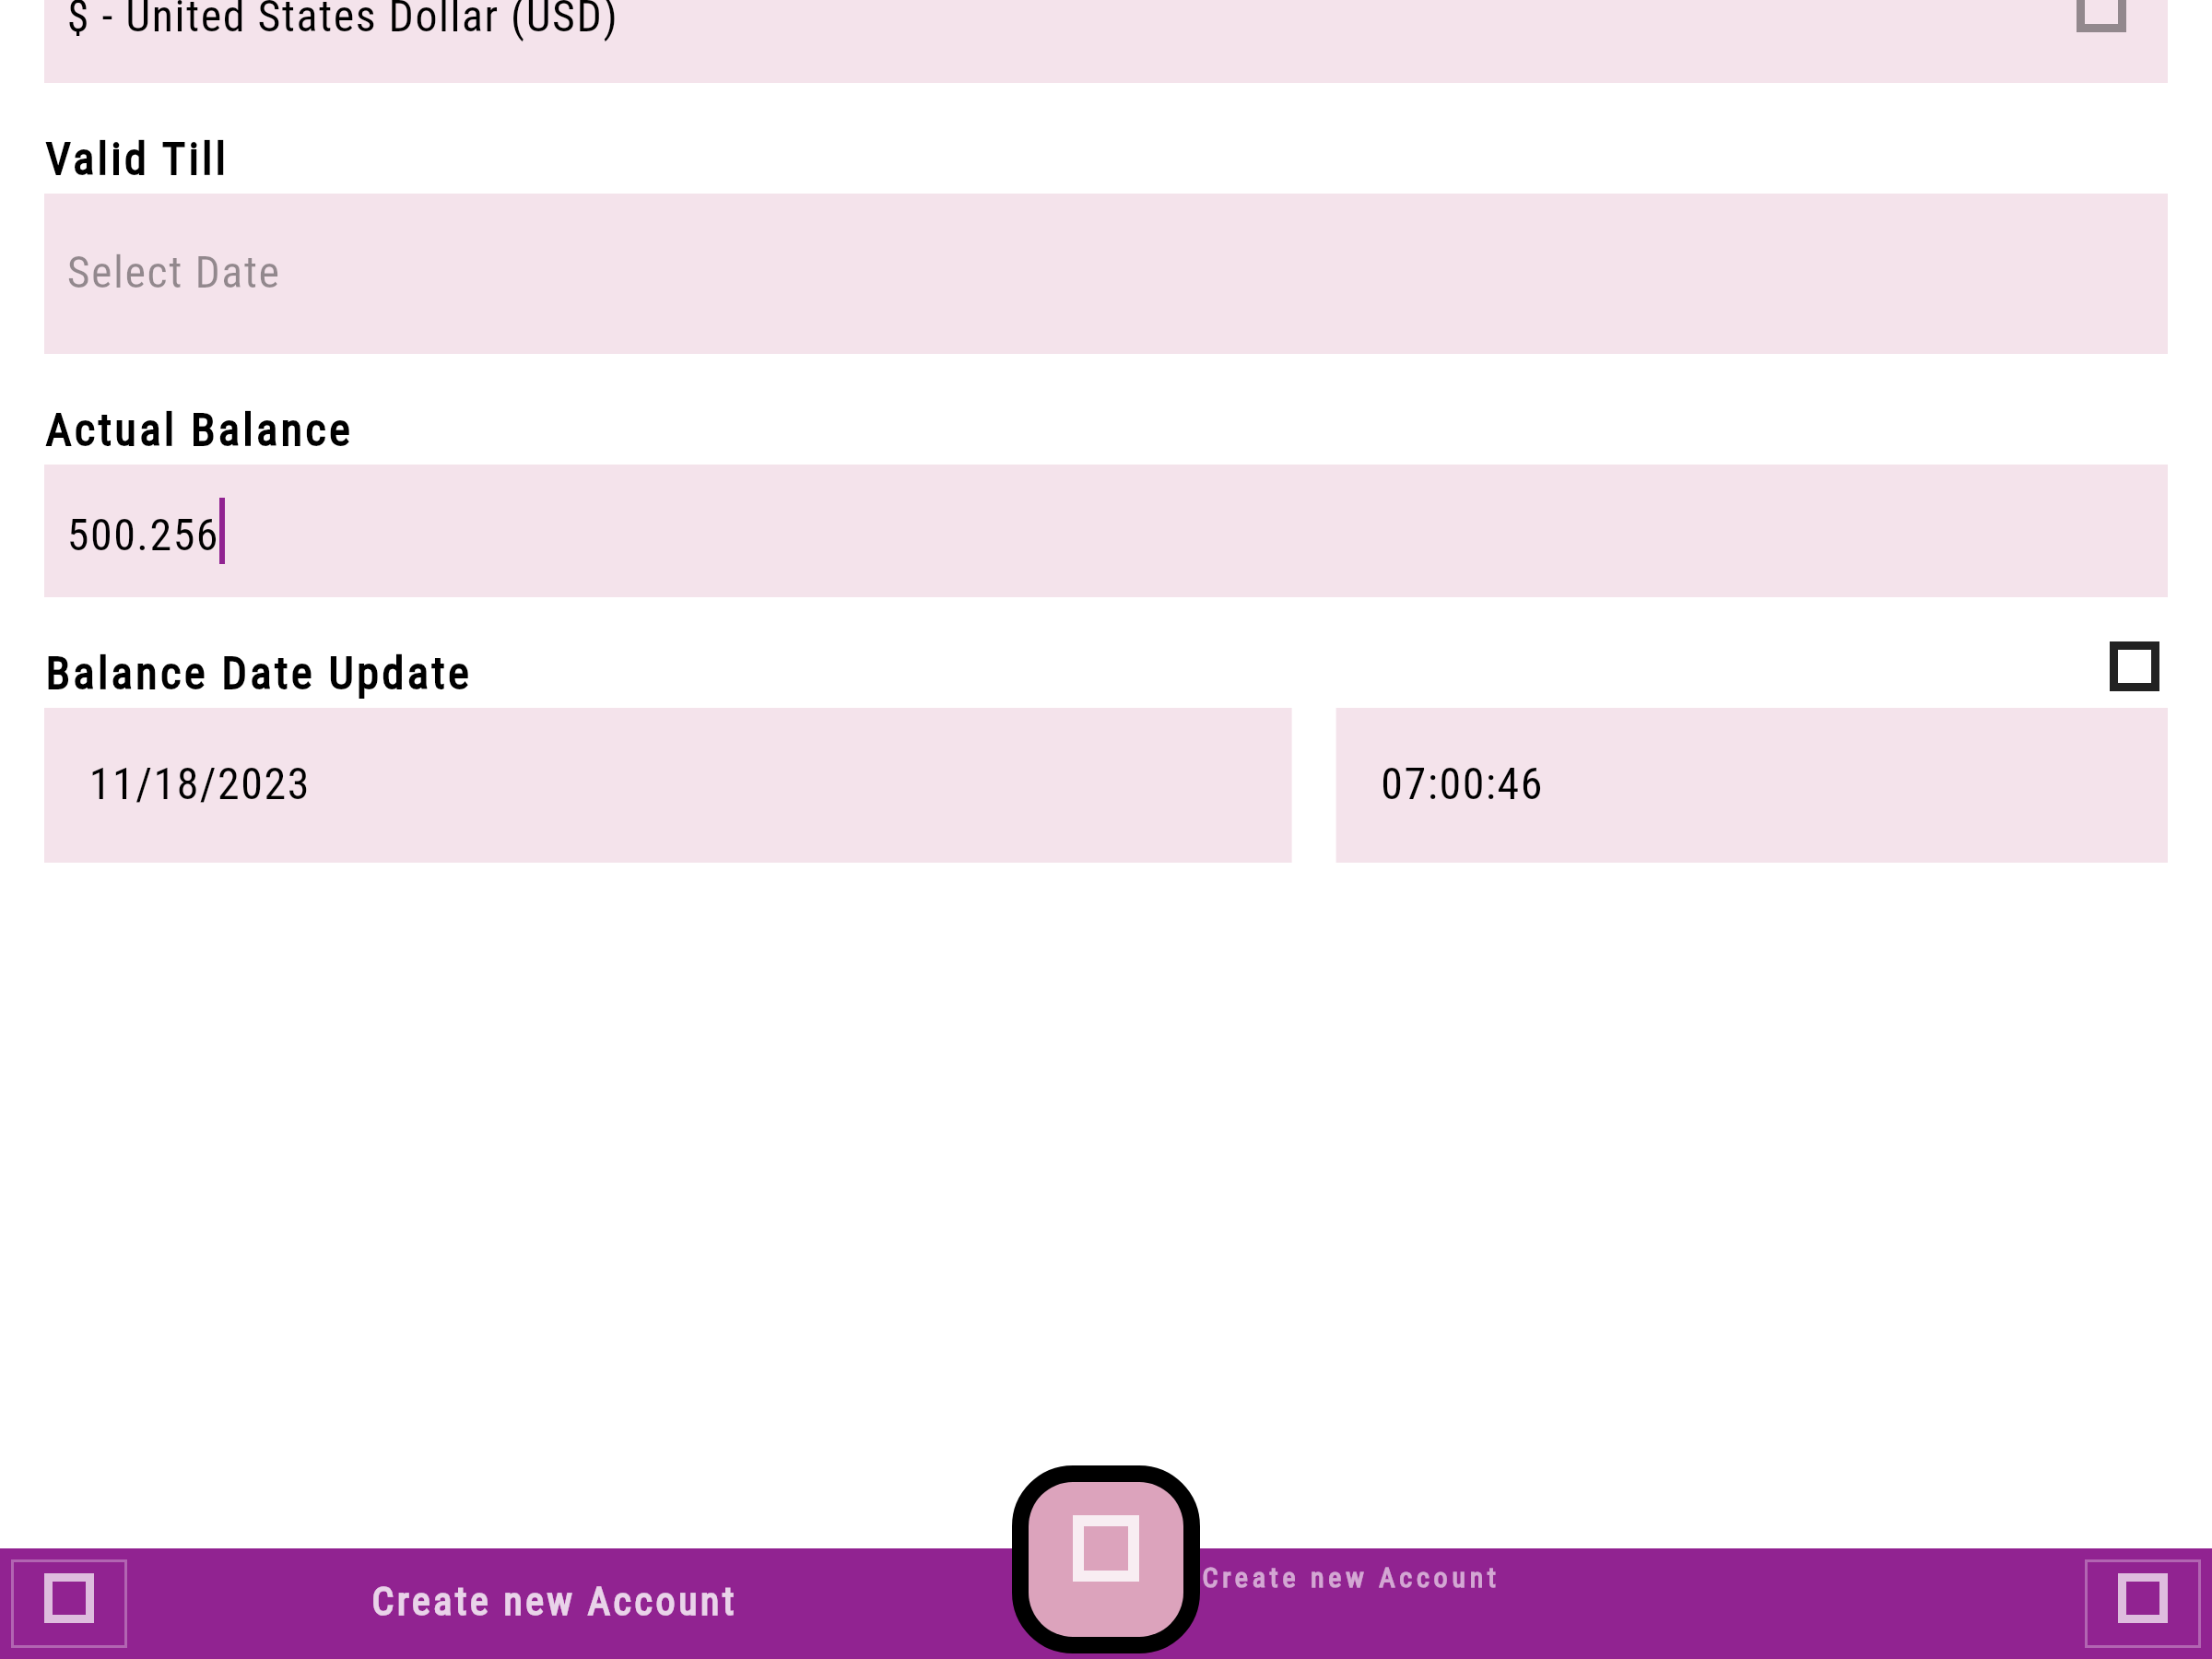 $ - United States Dollar (USD)
Valid Till
Select Date
Actual Balance
500.256
Balance Date Update
11/18/2023
07:00:46
Create new Account
Create new Account